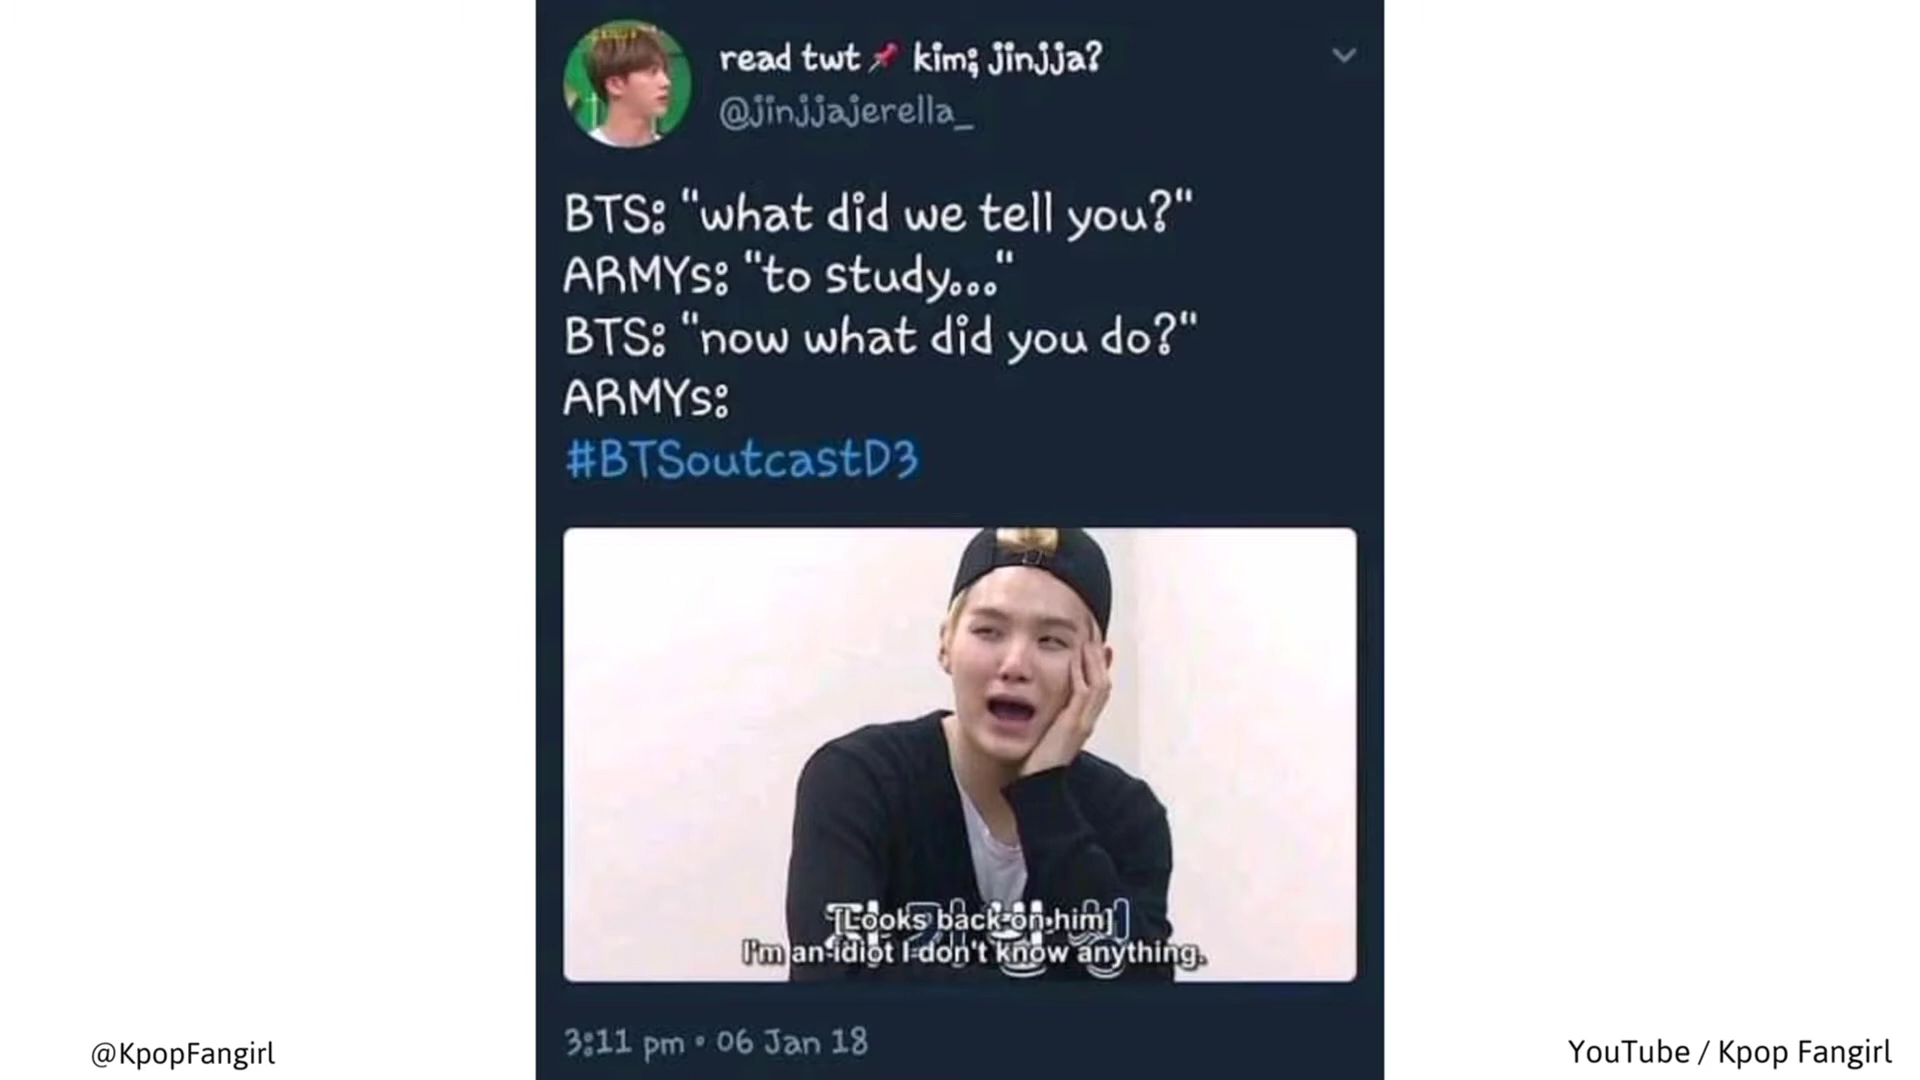 read twt📌 kim; jinjja?
@jinjjajerella_
BTS: "what did we tell you?"
ARMYs: "to study..."
BTS: "now what did you do?"
ARMYs:
#BTSoutcastD3
[Looks back on him]
I'm an idiot I don't know anything.
3:11 pm • 06 Jan 18
@KpopFangirl
YouTube / Kpop Fangirl